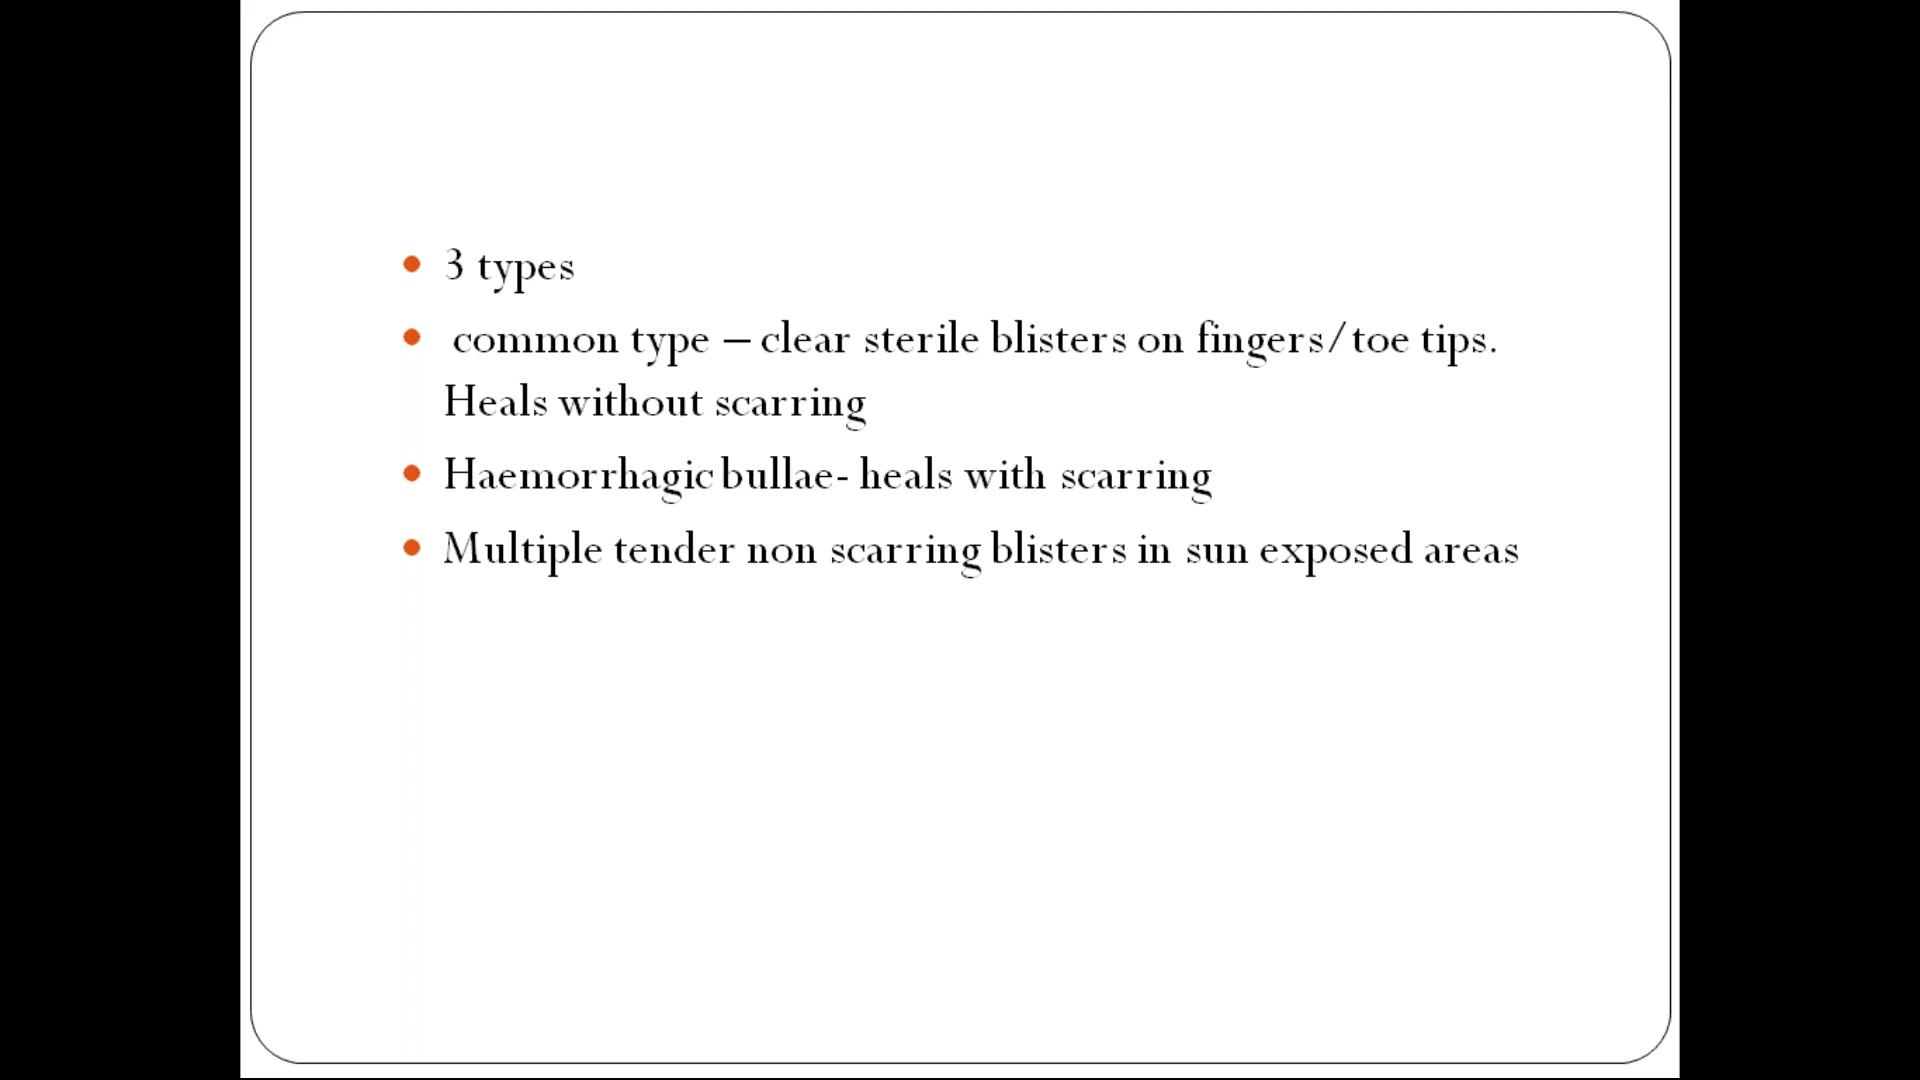 3 types
common type – clear sterile blisters on fingers/toe tips.
Heals without scarring
Haemorrhagic bullae- heals with scarring
Multiple tender non scarring blisters in sun exposed areas